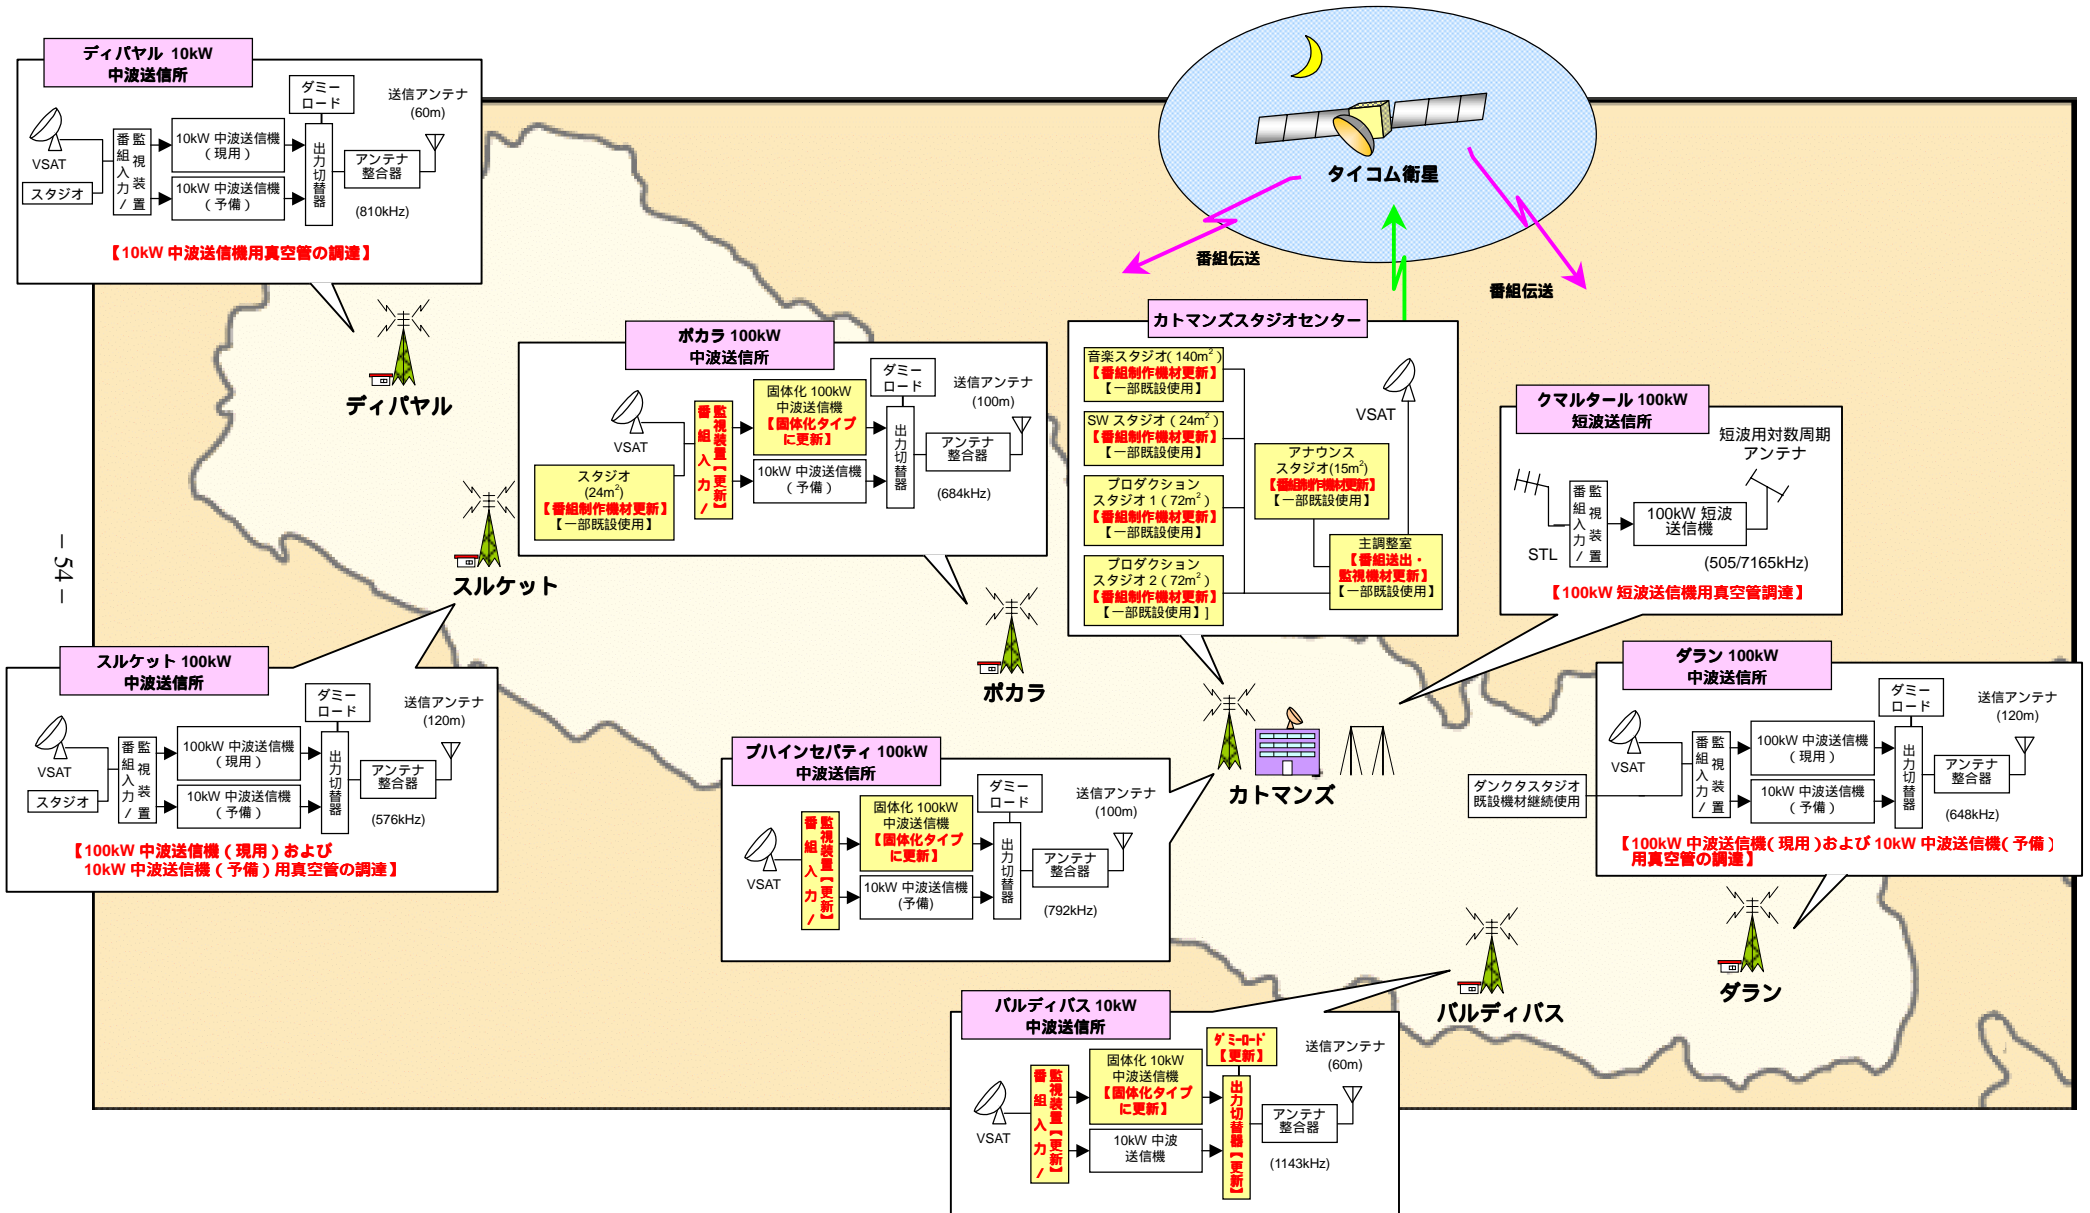 ディパヤル 10kW
中波送信所
ダミー
ロード
送信アンテナ
(60m)
VSAT
スタジオ
番組入力/
監視装置
10kW 中波送信機
（現用）
10kW 中波送信機
（予備）
出力切替器
アンテナ
整合器
(810kHz)
【10kW 中波送信機用真空管の調達】
ディパヤル
タイコム衛星
番組伝送
番組伝送
ポカラ 100kW
中波送信所
VSAT
スタジオ
(24m²)
【番組制作機材更新】
【一部既設使用】
番組入力/
監視装置【更新】
固体化 100kW
中波送信機
【固体化タイプ
に更新】
10kW 中波送信機
（予備）
ダミー
ロード
出力切替器
送信アンテナ
(100m)
アンテナ
整合器
(684kHz)
カトマンズスタジオセンター
音楽スタジオ( 140m²)
【番組制作機材更新】
【一部既設使用】
SW スタジオ（24m²）
【番組制作機材更新】
【一部既設使用】
プロダクション
スタジオ 1（72m²）
【番組制作機材更新】
【一部既設使用】
プロダクション
スタジオ 2（72m²）
【番組制作機材更新】
【一部既設使用】]
VSAT
アナウンス
スタジオ(15m²)
【番組制作機材更新】
【一部既設使用】
主調整室
【番組送出・
監視機材更新】
【一部既設使用】
クマルタール 100kW
短波送信所
短波用対数周期
アンテナ
STL
番組入力/
監視装置
100kW 短波
送信機
(505/7165kHz)
【100kW 短波送信機用真空管調達】
スルケット
ポカラ
カトマンズ
- 54 -
スルケット 100kW
中波送信所
VSAT
スタジオ
番組入力/
監視装置
100kW 中波送信機
（現用）
10kW 中波送信機
（予備）
ダミー
ロード
出力切替器
送信アンテナ
(120m)
アンテナ
整合器
(576kHz)
【100kW 中波送信機（現用）および
10kW 中波送信機（予備）用真空管の調達】
ブハインセパティ 100kW
中波送信所
VSAT
番組入力/
監視装置【更新】
固体化 100kW
中波送信機
【固体化タイプ
に更新】
10kW 中波送信機
(予備)
ダミー
ロード
出力切替器
送信アンテナ
(100m)
アンテナ
整合器
(792kHz)
ダラン 100kW
中波送信所
VSAT
ダンクタスタジオ
既設機材継続使用
番組入力/
監視装置
100kW 中波送信機
（現用）
10kW 中波送信機
（予備）
ダミー
ロード
出力切替器
送信アンテナ
(120m)
アンテナ
整合器
(648kHz)
【100kW 中波送信機(現用)および 10kW 中波送信機(予備)
用真空管の調達】
バルディバス
ダラン
バルディバス 10kW
中波送信所
VSAT
番組入力/
監視装置【更新】
固体化 10kW
中波送信機
【固体化タイプ
に更新】
10kW 中波
送信機
ﾀﾞﾐｰﾛｰﾄﾞ
【更新】
出力切替器【更新】
送信アンテナ
(60m)
アンテナ
整合器
(1143kHz)